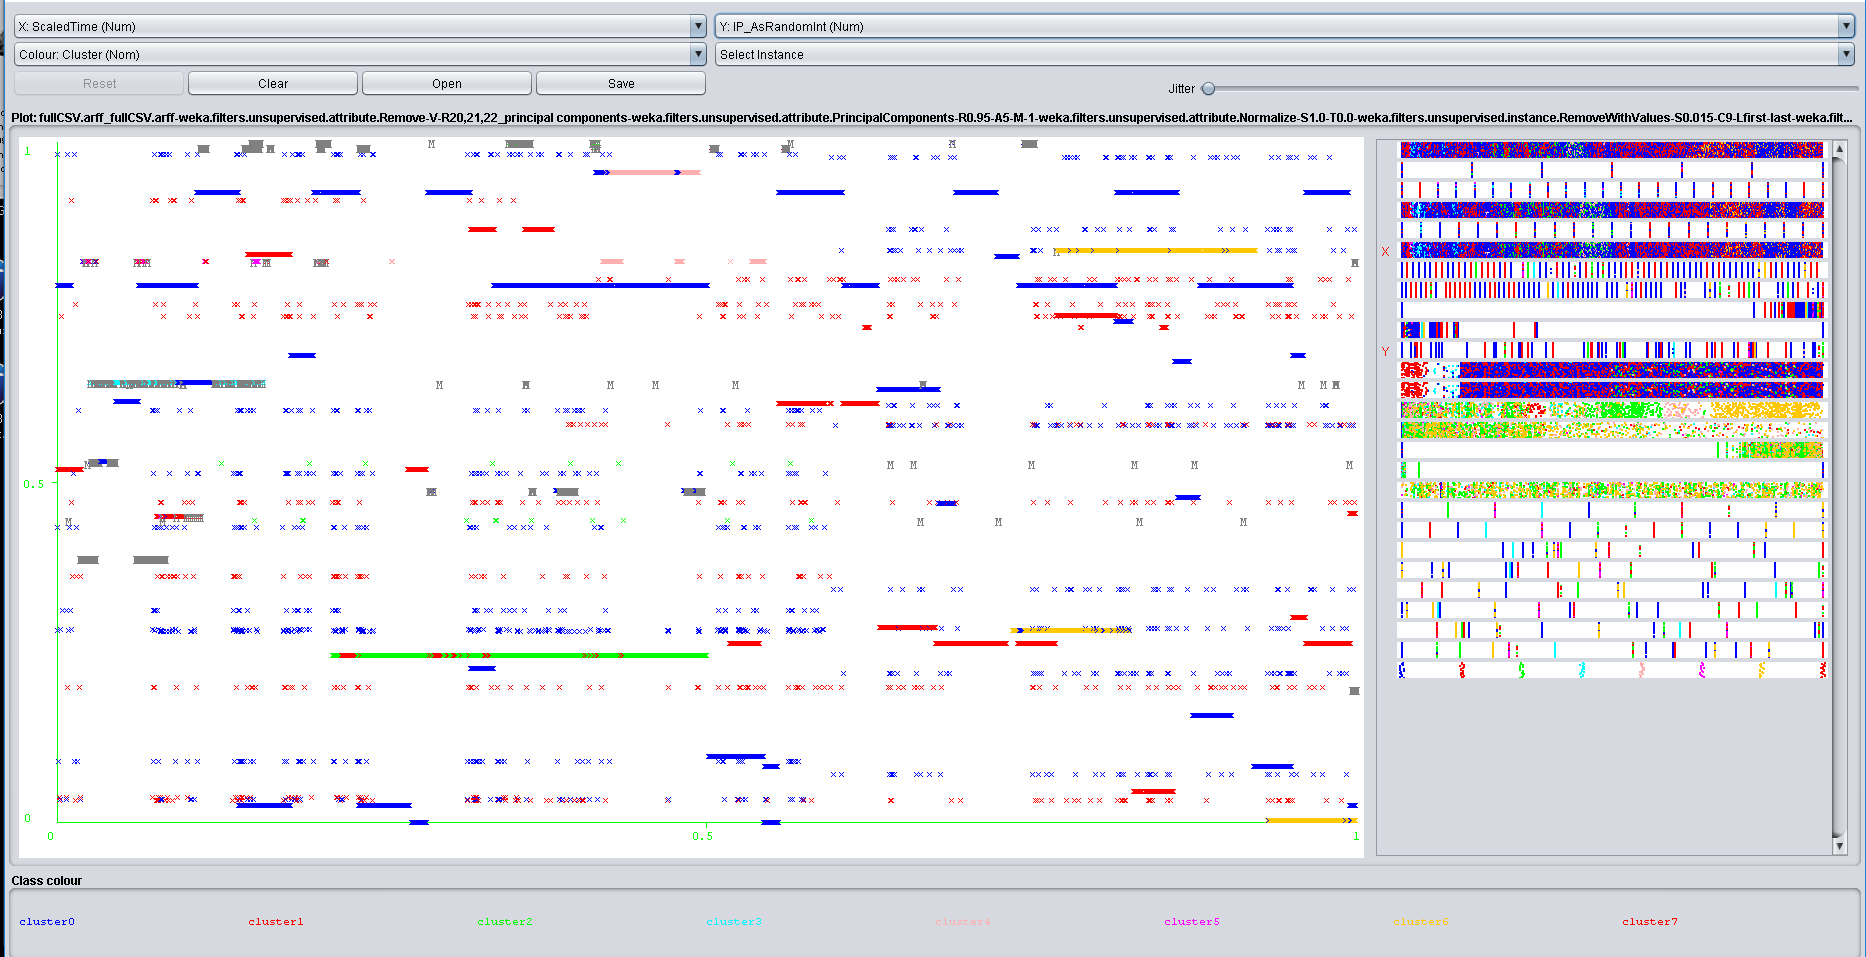 X: ScaledTime (Num)
Y: IP_AsRandomInt (Num)
Colour: Cluster (Nom)
Select Instance
Reset
Clear
Open
Save
Jitter
Plot: fullCSV.arff_fullCSV.arff-weka.filters.unsupervised.attribute.Remove-V-R20,21,22_principal components-weka.filters.unsupervised.attribute.PrincipalComponents-R0.95-A5-M-1-weka.filters.unsupervised.attribute.Normalize-S1.0-T0.0-weka.filters.unsupervised.instance.RemoveWithValues-S0.015-C9-Lfirst-last-weka.filt...
1
0.5
0
0
0.5
1
X
Y
Class colour
cluster0
cluster1
cluster2
cluster3
cluster4
cluster5
cluster6
cluster7